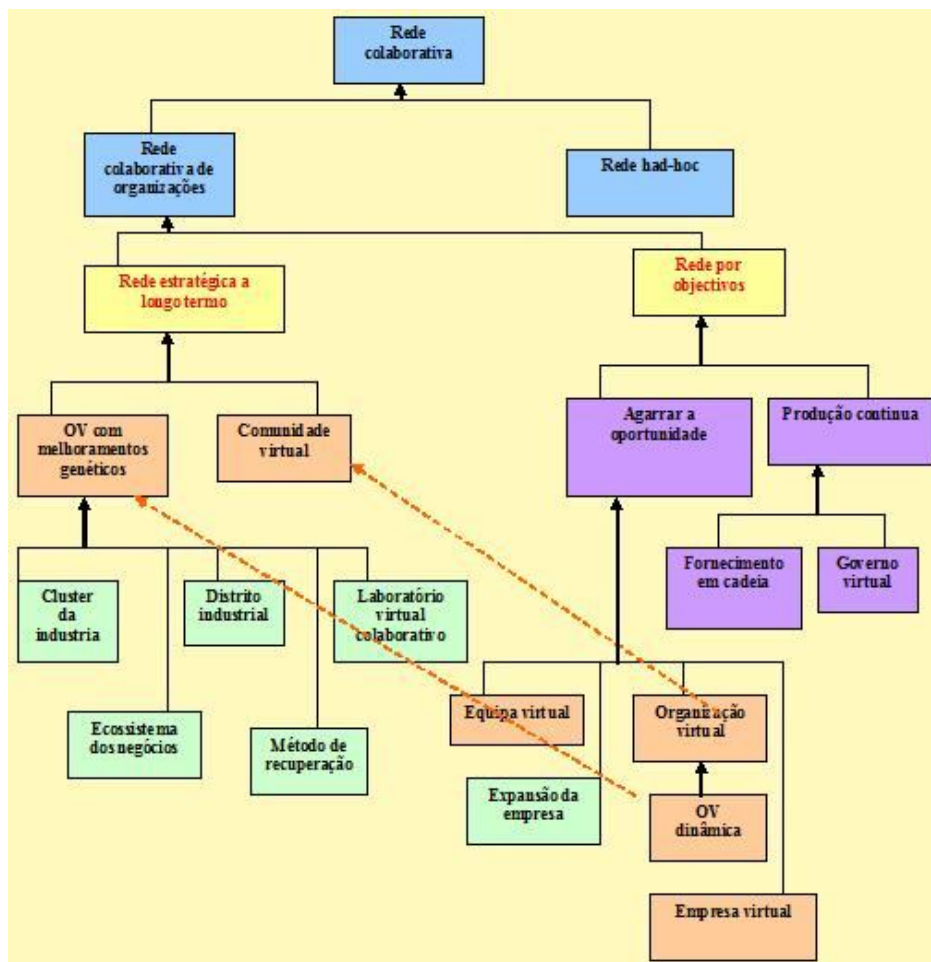 Rede
colaborativa
Rede
colaborativa de
organizações
Rede had-hoc
Rede estratégica a
longo termo
Rede por
objectivos
OV com
melhoramentos
genéticos
Comunidade
virtual
Agarrar a
oportunidade
Produção continua
Fornecimento
em cadeia
Governo
virtual
Cluster
da
industria
Distrito
industrial
Laboratório
virtual
colaborativo
Ecossistema
dos negócios
Método de
recuperação
Equipa virtual
Organização
virtual
Expansão da
empresa
OV
dinâmica
Empresa virtual